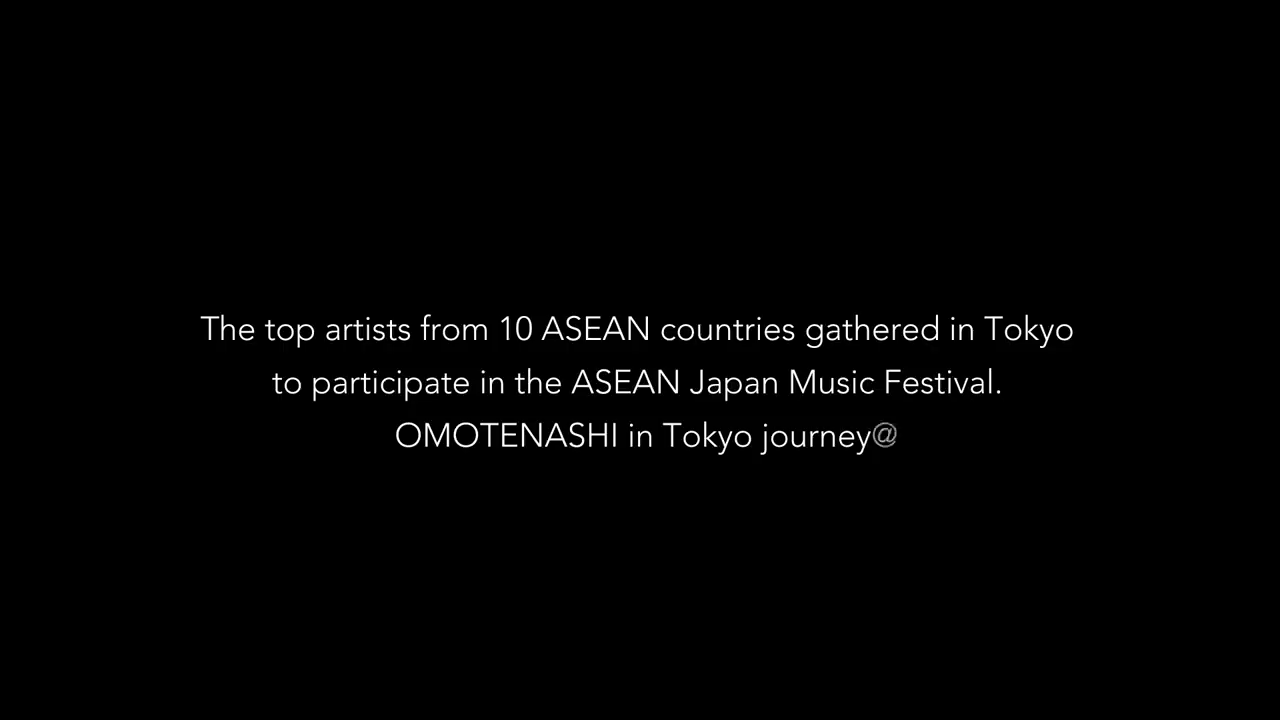 The top artists from 10 ASEAN countries gathered in Tokyo
to participate in the ASEAN Japan Music Festival.
OMOTENASHI in Tokyo journey@